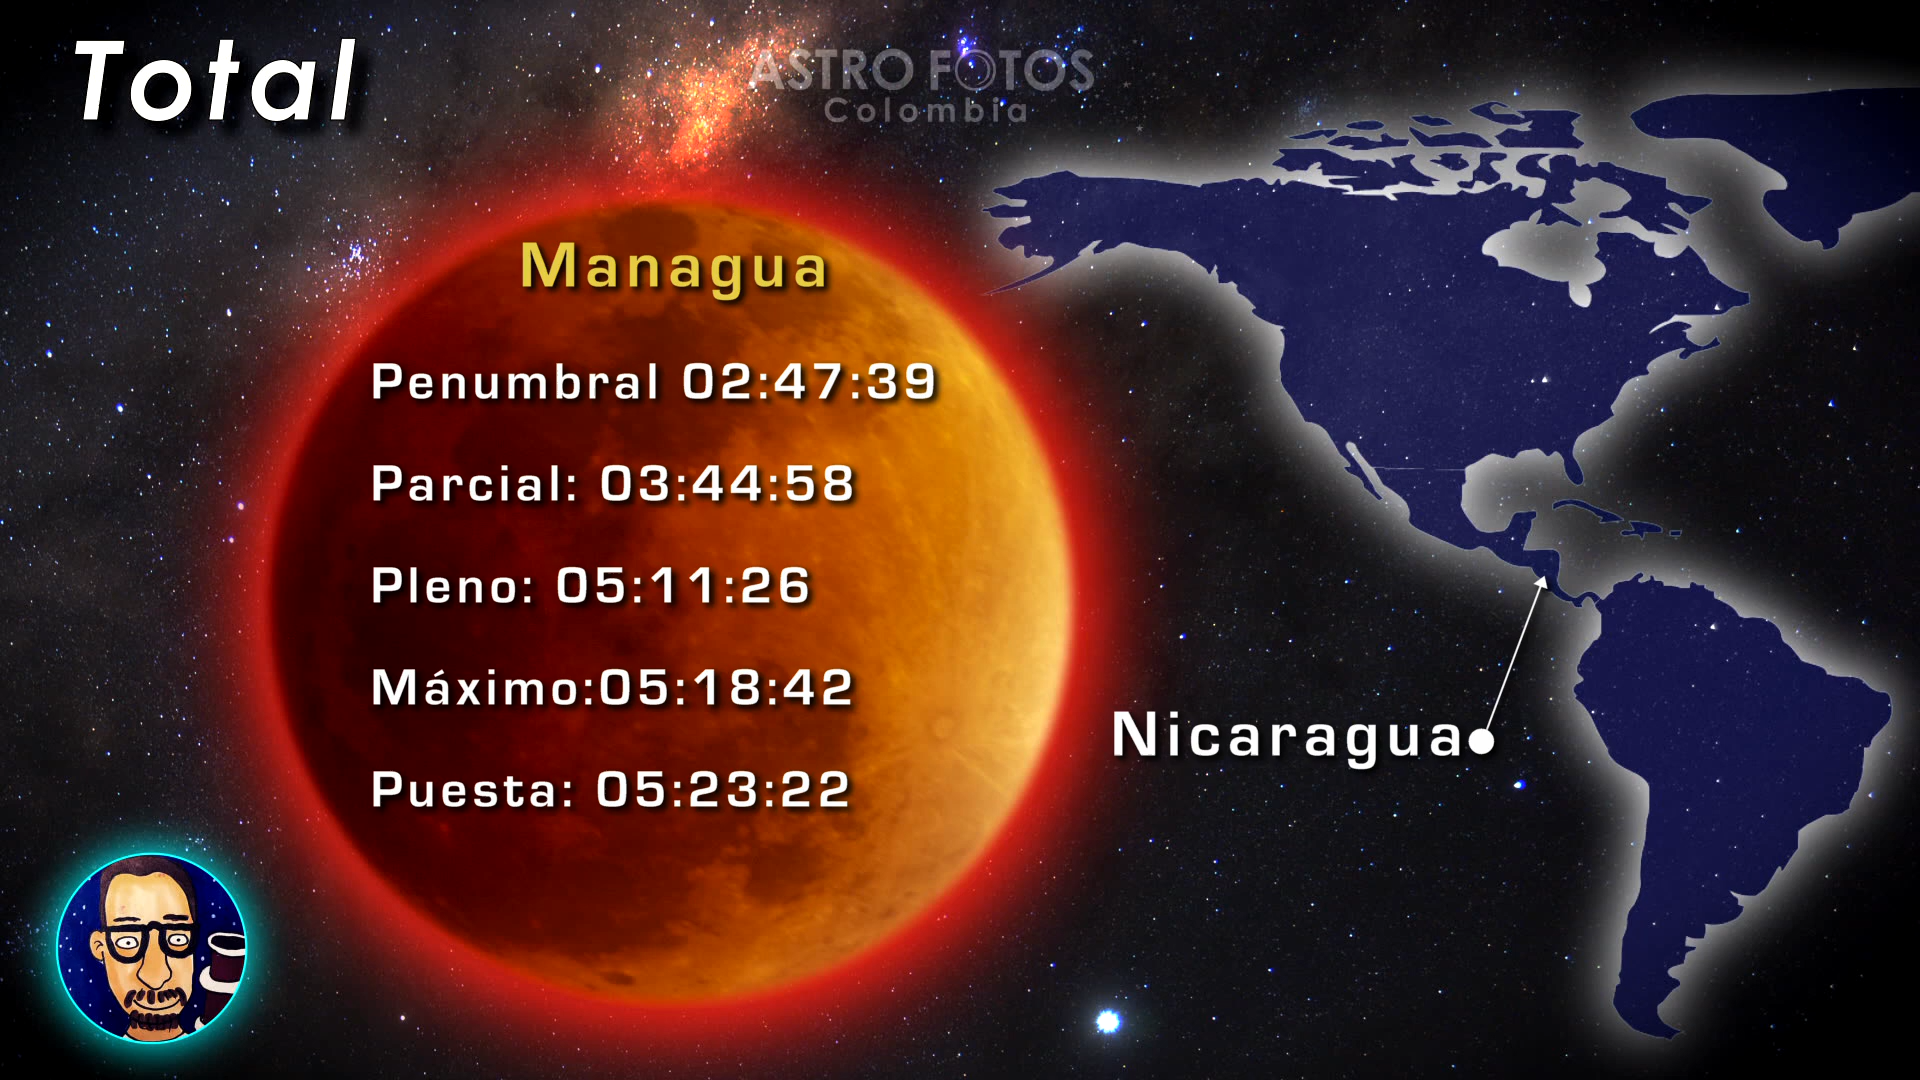 Total
ASTRO FOTOS
Colombia
Managua
Penumbral 02:47:39
Parcial: 03:44:58
Pleno: 05:11:26
Máximo:05:18:42
Puesta: 05:23:22
Nicaragua